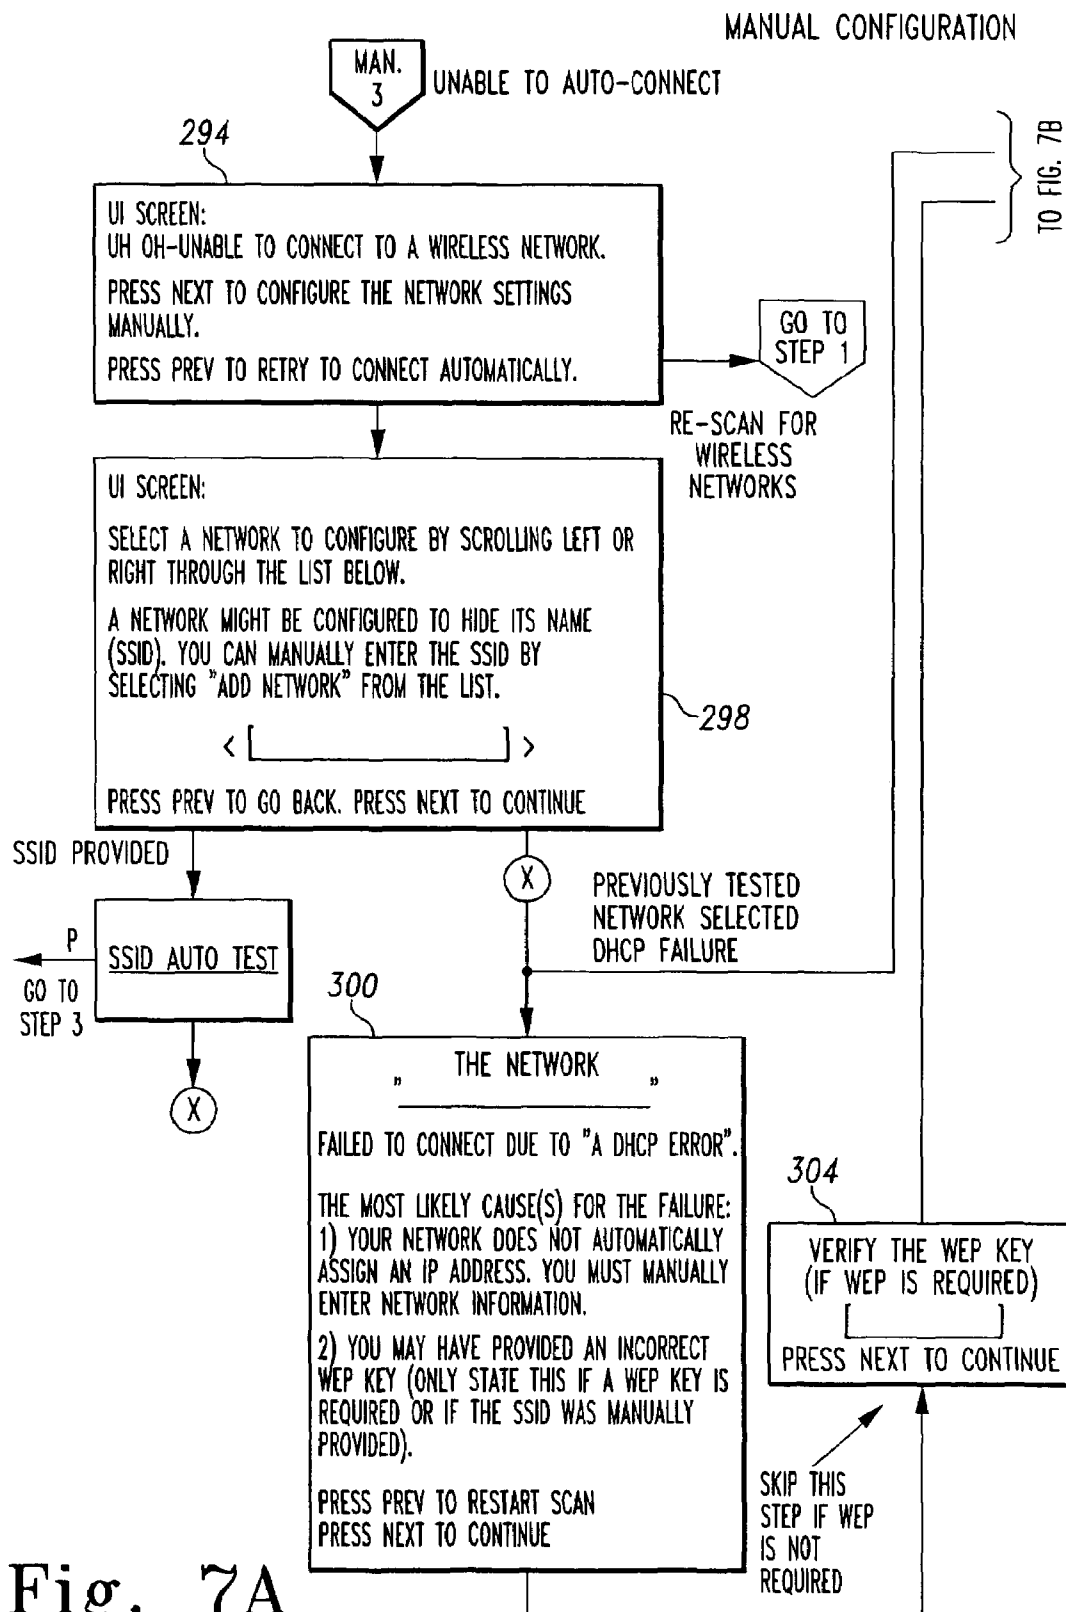 MANUAL CONFIGURATION
MAN.
3
UNABLE TO AUTO-CONNECT
TO FIG. 7B
294
UI SCREEN:
UH OH-UNABLE TO CONNECT TO A WIRELESS NETWORK.
PRESS NEXT TO CONFIGURE THE NETWORK SETTINGS
MANUALLY.
PRESS PREV TO RETRY TO CONNECT AUTOMATICALLY.
GO TO
STEP 1
RE-SCAN FOR
WIRELESS
NETWORKS
UI SCREEN:
SELECT A NETWORK TO CONFIGURE BY SCROLLING LEFT OR
RIGHT THROUGH THE LIST BELOW.
A NETWORK MIGHT BE CONFIGURED TO HIDE ITS NAME
(SSID). YOU CAN MANUALLY ENTER THE SSID BY
SELECTING "ADD NETWORK" FROM THE LIST.
< [ ] >
PRESS PREV TO GO BACK. PRESS NEXT TO CONTINUE
298
SSID PROVIDED
SSID AUTO TEST
P
GO TO
STEP 3
X
X
PREVIOUSLY TESTED
NETWORK SELECTED
DHCP FAILURE
300
THE NETWORK
" "
FAILED TO CONNECT DUE TO "A DHCP ERROR".
THE MOST LIKELY CAUSE(S) FOR THE FAILURE:
1) YOUR NETWORK DOES NOT AUTOMATICALLY
ASSIGN AN IP ADDRESS. YOU MUST MANUALLY
ENTER NETWORK INFORMATION.
2) YOU MAY HAVE PROVIDED AN INCORRECT
WEP KEY (ONLY STATE THIS IF A WEP KEY IS
REQUIRED OR IF THE SSID WAS MANUALLY
PROVIDED).
PRESS PREV TO RESTART SCAN
PRESS NEXT TO CONTINUE
304
VERIFY THE WEP KEY
(IF WEP IS REQUIRED)
[ ]
PRESS NEXT TO CONTINUE
SKIP THIS
STEP IF WEP
IS NOT
REQUIRED
Fig. 7A